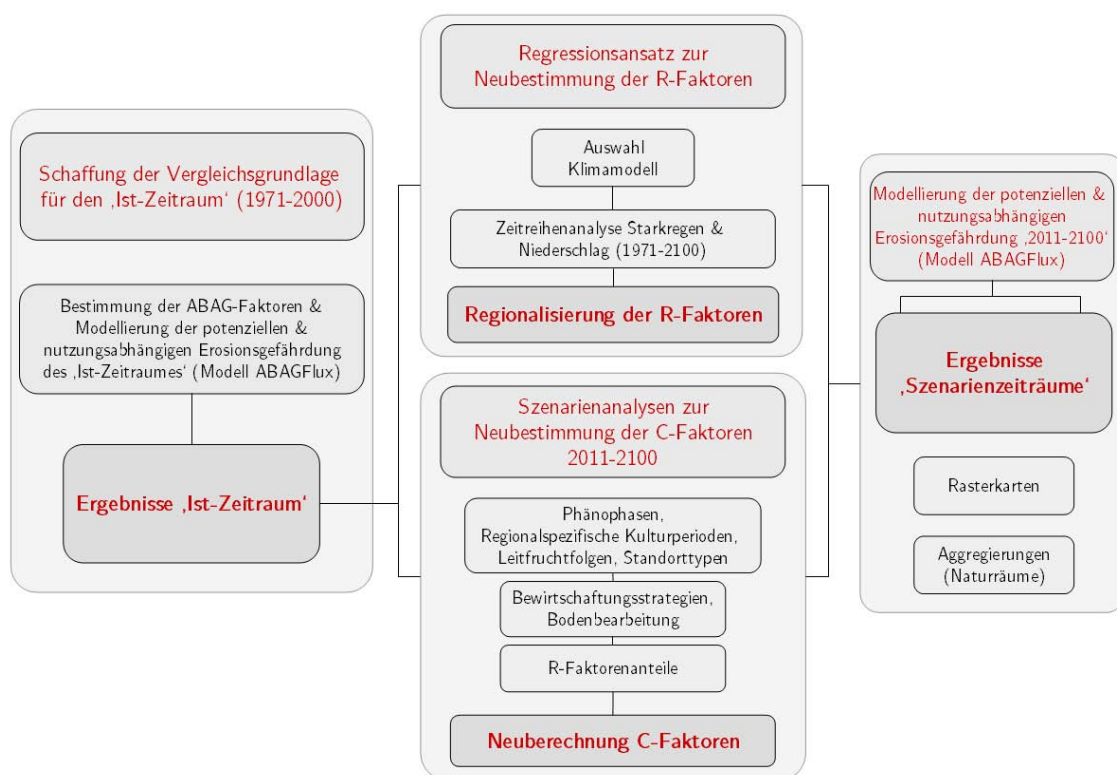 Schaffung der Vergleichsgrundlage
für den ‚Ist-Zeitraum‘ (1971-2000)
Bestimmung der ABAG-Faktoren &
Modellierung der potenziellen &
nutzungsabhängigen Erosionsgefährdung
des ‚Ist-Zeitraumes‘ (Modell ABAGFlux)
Ergebnisse ‚Ist-Zeitraum‘
Regressionsansatz zur
Neubestimmung der R-Faktoren
Auswahl
Klimamodell
Zeitreihenanalyse Starkregen &
Niederschlag (1971-2100)
Regionalisierung der R-Faktoren
Szenarienanalysen zur
Neubestimmung der C-Faktoren
2011-2100
Phänophasen,
Regionalspezifische Kulturperioden,
Leitfruchtfolgen, Standorttypen
Bewirtschaftungsstrategien,
Bodenbearbeitung
R-Faktorenanteile
Neuberechnung C-Faktoren
Modellierung der potenziellen &
nutzungsabhängigen
Erosionsgefährdung ‚2011-2100‘
(Modell ABAGFlux)
Ergebnisse
‚Szenarienzeiträume‘
Rasterkarten
Aggregierungen
(Naturräume)